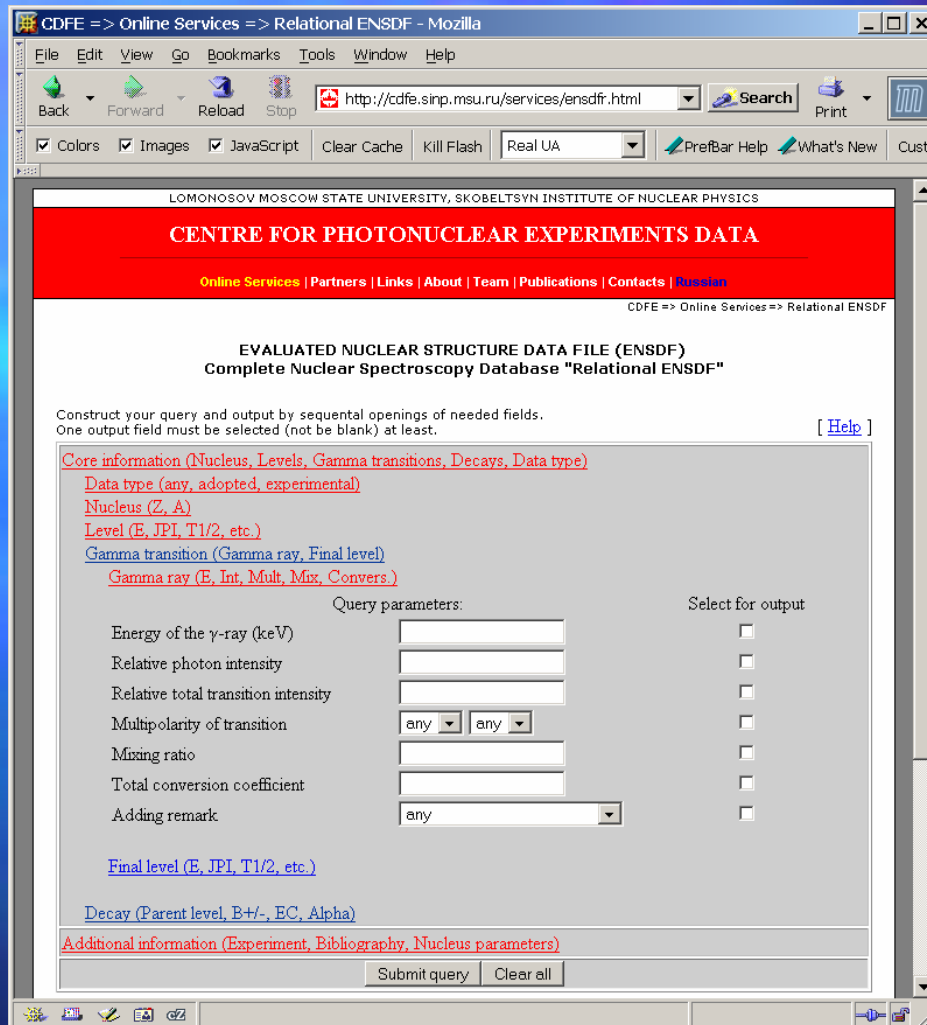 CDFE => Online Services => Relational ENSDF - Mozilla
File Edit View Go Bookmarks Tools Window Help
Back Forward Reload Stop http://cdfe.sinp.msu.ru/services/ensdfr.html Search Print
Colors Images JavaScript Clear Cache Kill Flash Real UA PrefBar Help What's New Cust
LOMONOSOV MOSCOW STATE UNIVERSITY, SKOBELTSYN INSTITUTE OF NUCLEAR PHYSICS
CENTRE FOR PHOTONUCLEAR EXPERIMENTS DATA
Online Services | Partners | Links | About | Team | Publications | Contacts | Russian
CDFE => Online Services => Relational ENSDF
EVALUATED NUCLEAR STRUCTURE DATA FILE (ENSDF)
Complete Nuclear Spectroscopy Database "Relational ENSDF"
Construct your query and output by sequental openings of needed fields.
One output field must be selected (not be blank) at least.
[ Help ]
Core information (Nucleus, Levels, Gamma transitions, Decays, Data type)
Data type (any, adopted, experimental)
Nucleus (Z, A)
Level (E, JPI, T1/2, etc.)
Gamma transition (Gamma ray, Final level)
Gamma ray (E, Int, Mult, Mix, Convers.)
Query parameters: Select for output
Energy of the γ-ray (keV)
Relative photon intensity
Relative total transition intensity
Multipolarity of transition any any
Mixing ratio
Total conversion coefficient
Adding remark any
Final level (E, JPI, T1/2, etc.)
Decay (Parent level, B+/-, EC, Alpha)
Additional information (Experiment, Bibliography, Nucleus parameters)
Submit query Clear all